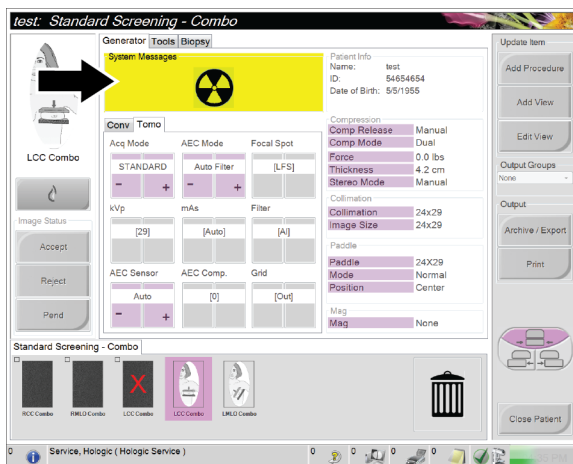 test: Standard Screening - Combo
Generator Tools Biopsy
System Messages
Patient Info
Name: test
ID: 54654654
Date of Birth: 5/5/1955
Conv Tomo
Acq Mode AEC Mode Focal Spot
STANDARD Auto Filter [LFS]
- + - +
kVp mAs Filter
[29] [Auto] [Al]
AEC Sensor AEC Comp. Grid
Auto [0] [Out]
- +
Compression
Comp Release Manual
Comp Mode Dual
Force 0.0 lbs
Thickness 4.2 cm
Stereo Mode Manual
Collimation
Collimation 24x29
Image Size 24x29
Paddle
Paddle 24X29
Mode Normal
Position Center
Mag
Mag None
LCC Combo
Image Status
Accept
Reject
Pend
Update Item
Add Procedure
Add View
Edit View
Output Groups
None
Output
Archive / Export
Print
Close Patient
Standard Screening - Combo
RCC Combo RMLO Combo LCC Combo LCC Combo LMLO Combo
0 Service, Hologic ( Hologic Service ) 0 0 0 0